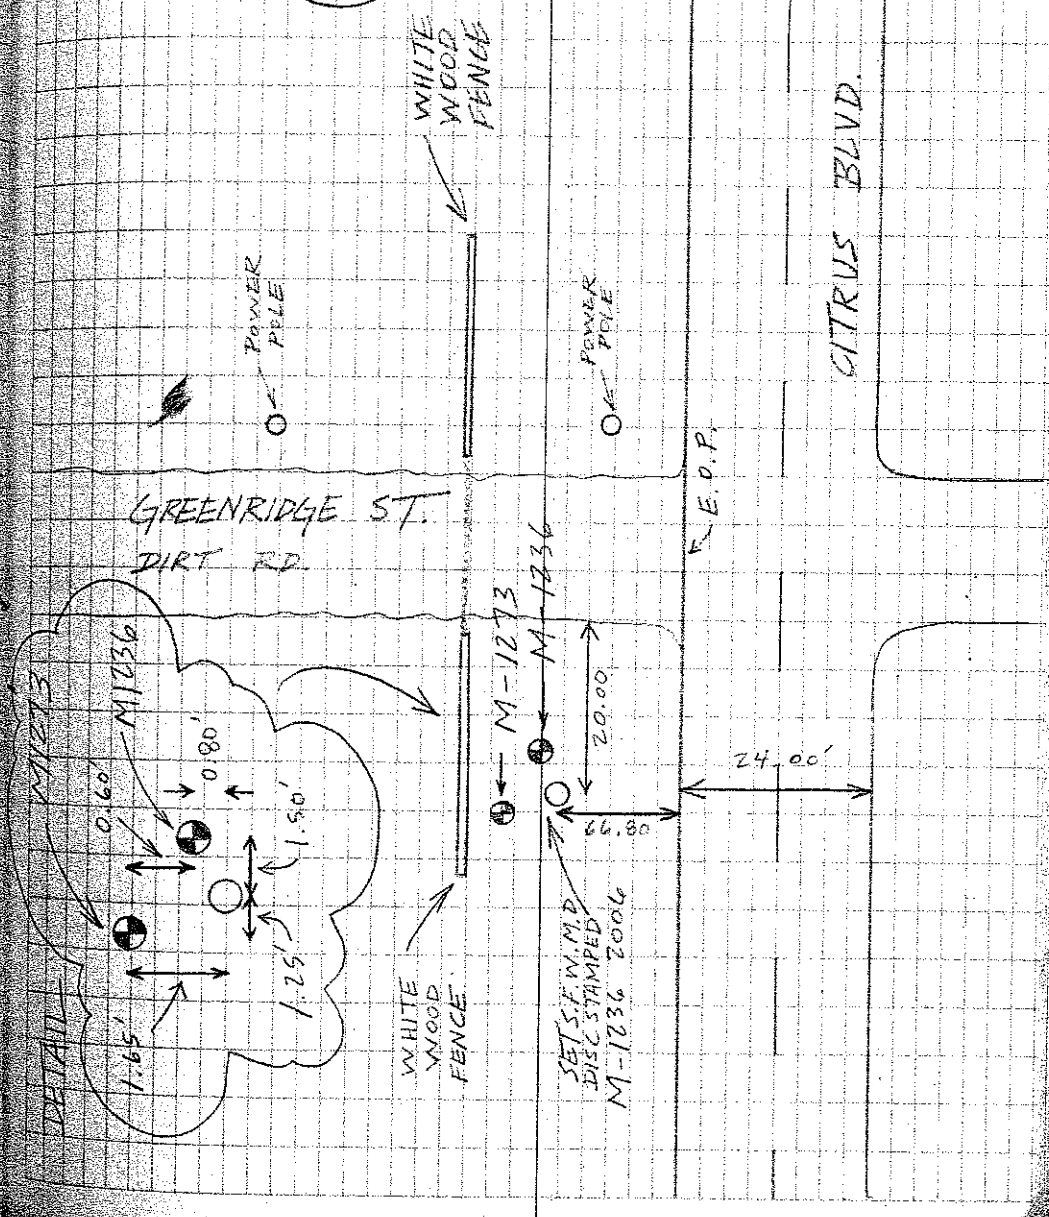 WHITE
WOOD
FENCE
CITRUS BLVD.
POWER
POLE
POWER
POLE
E.O.P.
GREENRIDGE ST.
DIRT RD.
M-1236
M-1273
20.00
24.00'
66.80
M1273
M1236
0.60'
0.80'
1.50'
1.25'
1.65'
DETAIL
WHITE
WOOD
FENCE
SET S.F.W.M.D.
DISC STAMPED
M-1236 2006